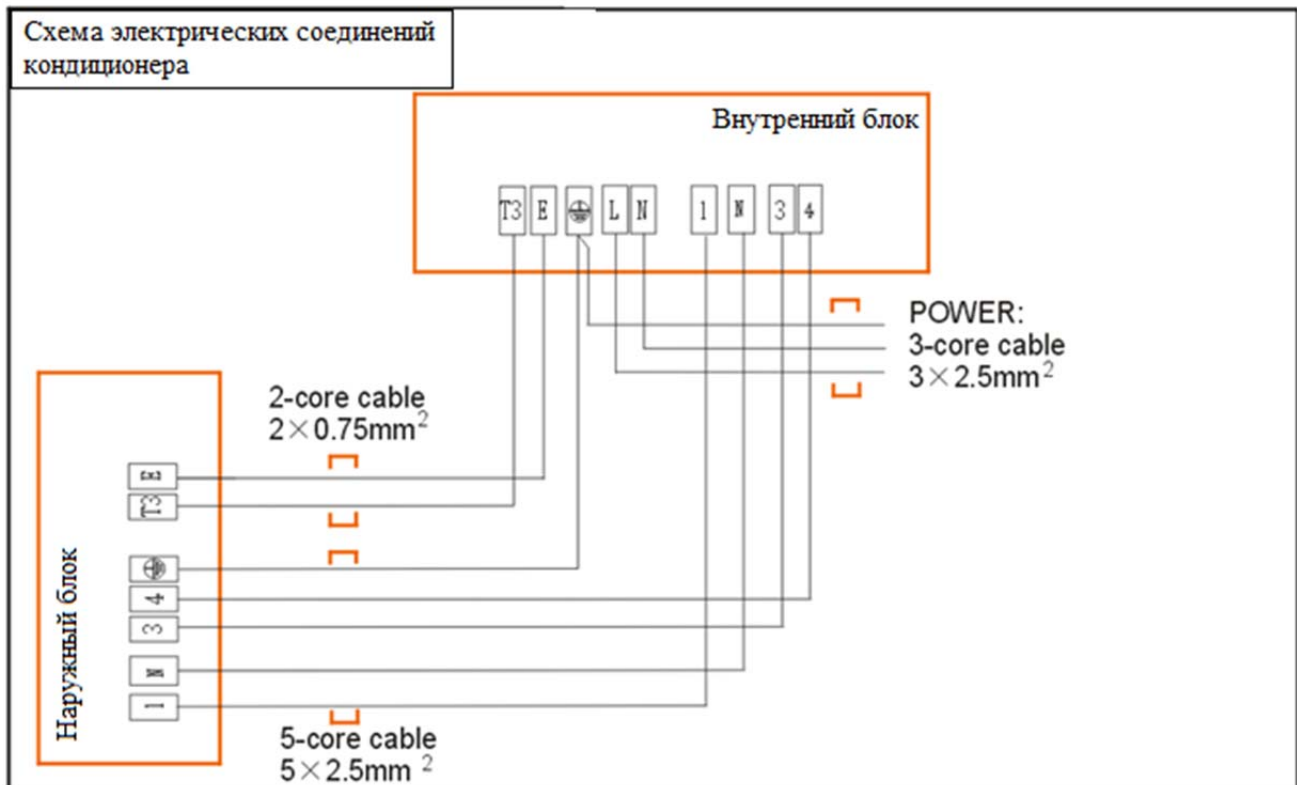 Схема электрических соединений
кондиционера
Внутренний блок
T3 E L N 1 N 3 4
POWER:
3-core cable
3×2.5mm²
2-core cable
2×0.75mm²
Наружный блок
E
T3
4
3
N
1
5-core cable
5×2.5mm ²